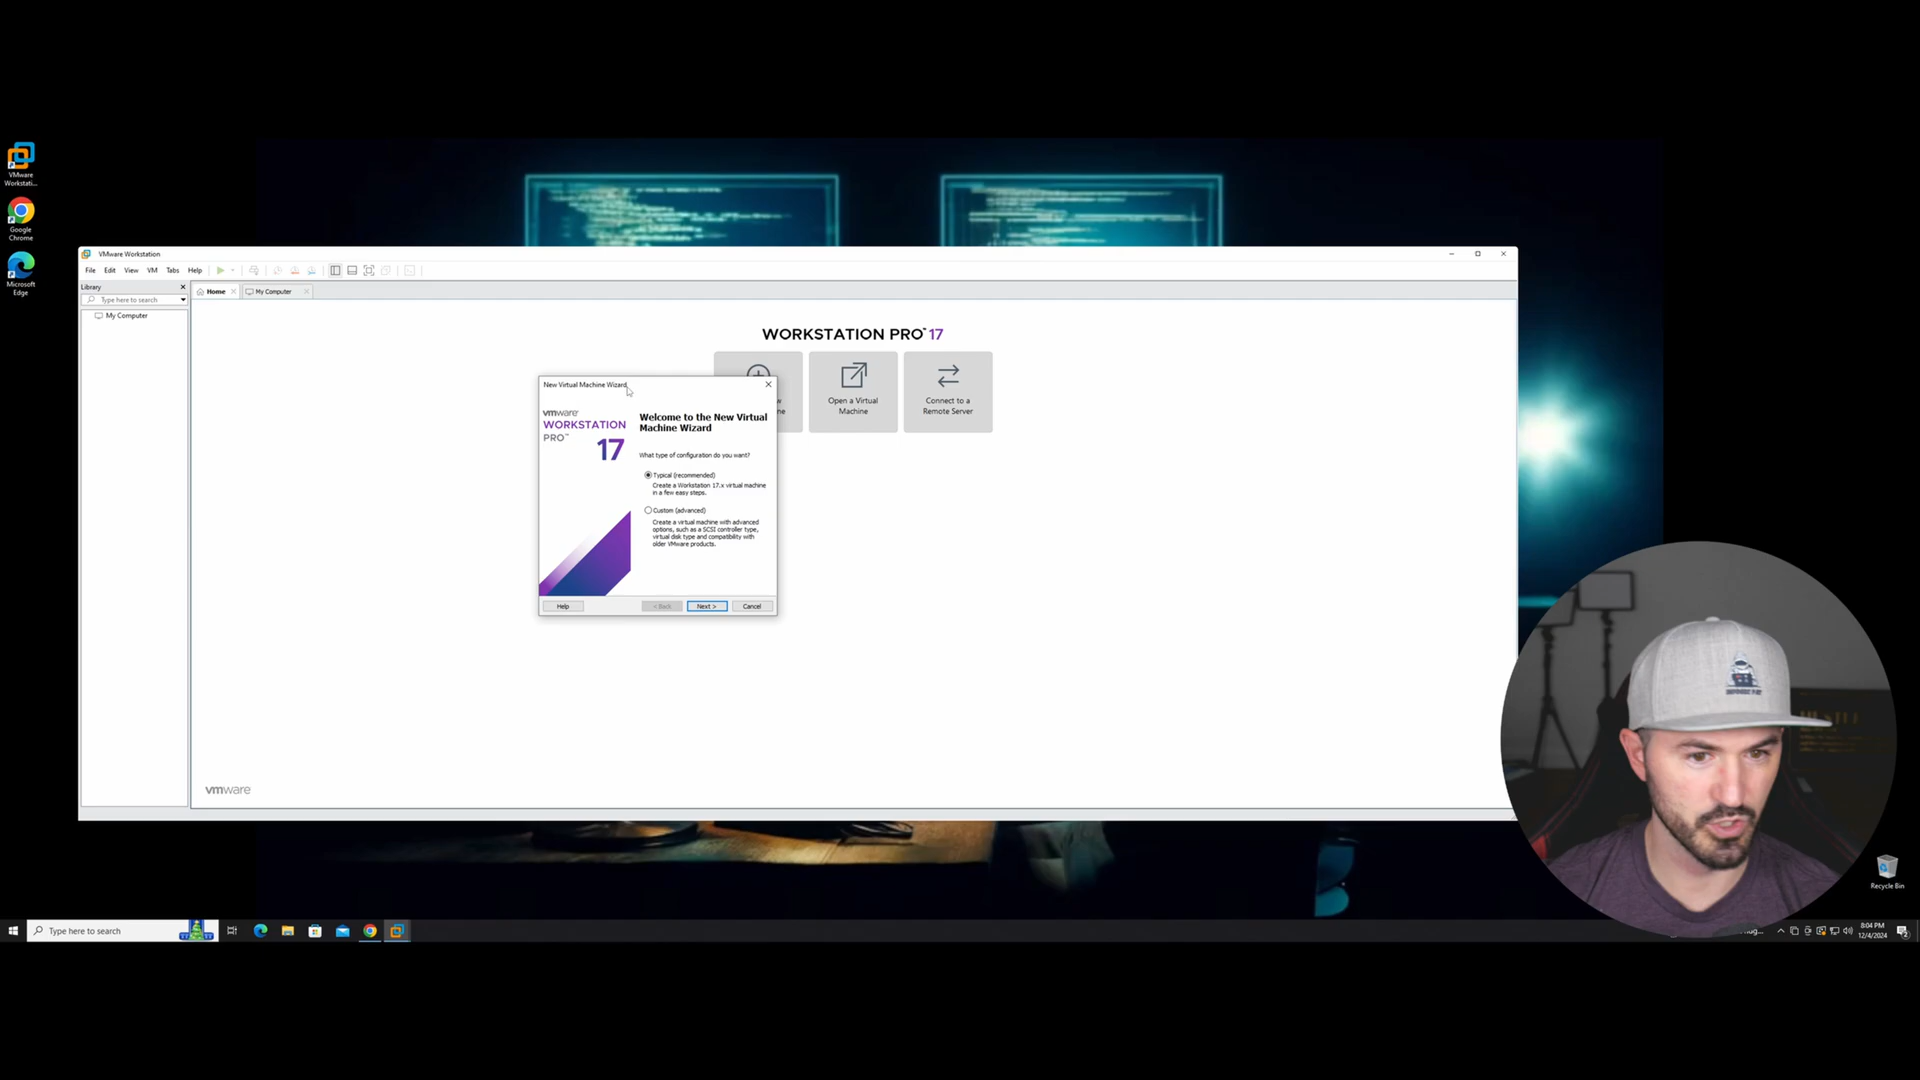 VMware
Workstati...
Google
Chrome
Microsoft
Edge
VMware Workstation
File Edit View VM Tabs Help
Library
Type here to search
My Computer
Home
My Computer
WORKSTATION PRO™ 17
Open a Virtual
Machine
Connect to a
Remote Server
New Virtual Machine Wizard
vmware
WORKSTATION
PRO™
17
Welcome to the New Virtual
Machine Wizard
What type of configuration do you want?
Typical (recommended)
Create a Workstation 17.x virtual machine
in a few easy steps.
Custom (advanced)
Create a virtual machine with advanced
options, such as a SCSI controller type,
virtual disk type and compatibility with
older VMware products.
Help
< Back
Next >
Cancel
vmware
Recycle Bin
Type here to search
8:04 PM
12/4/2024